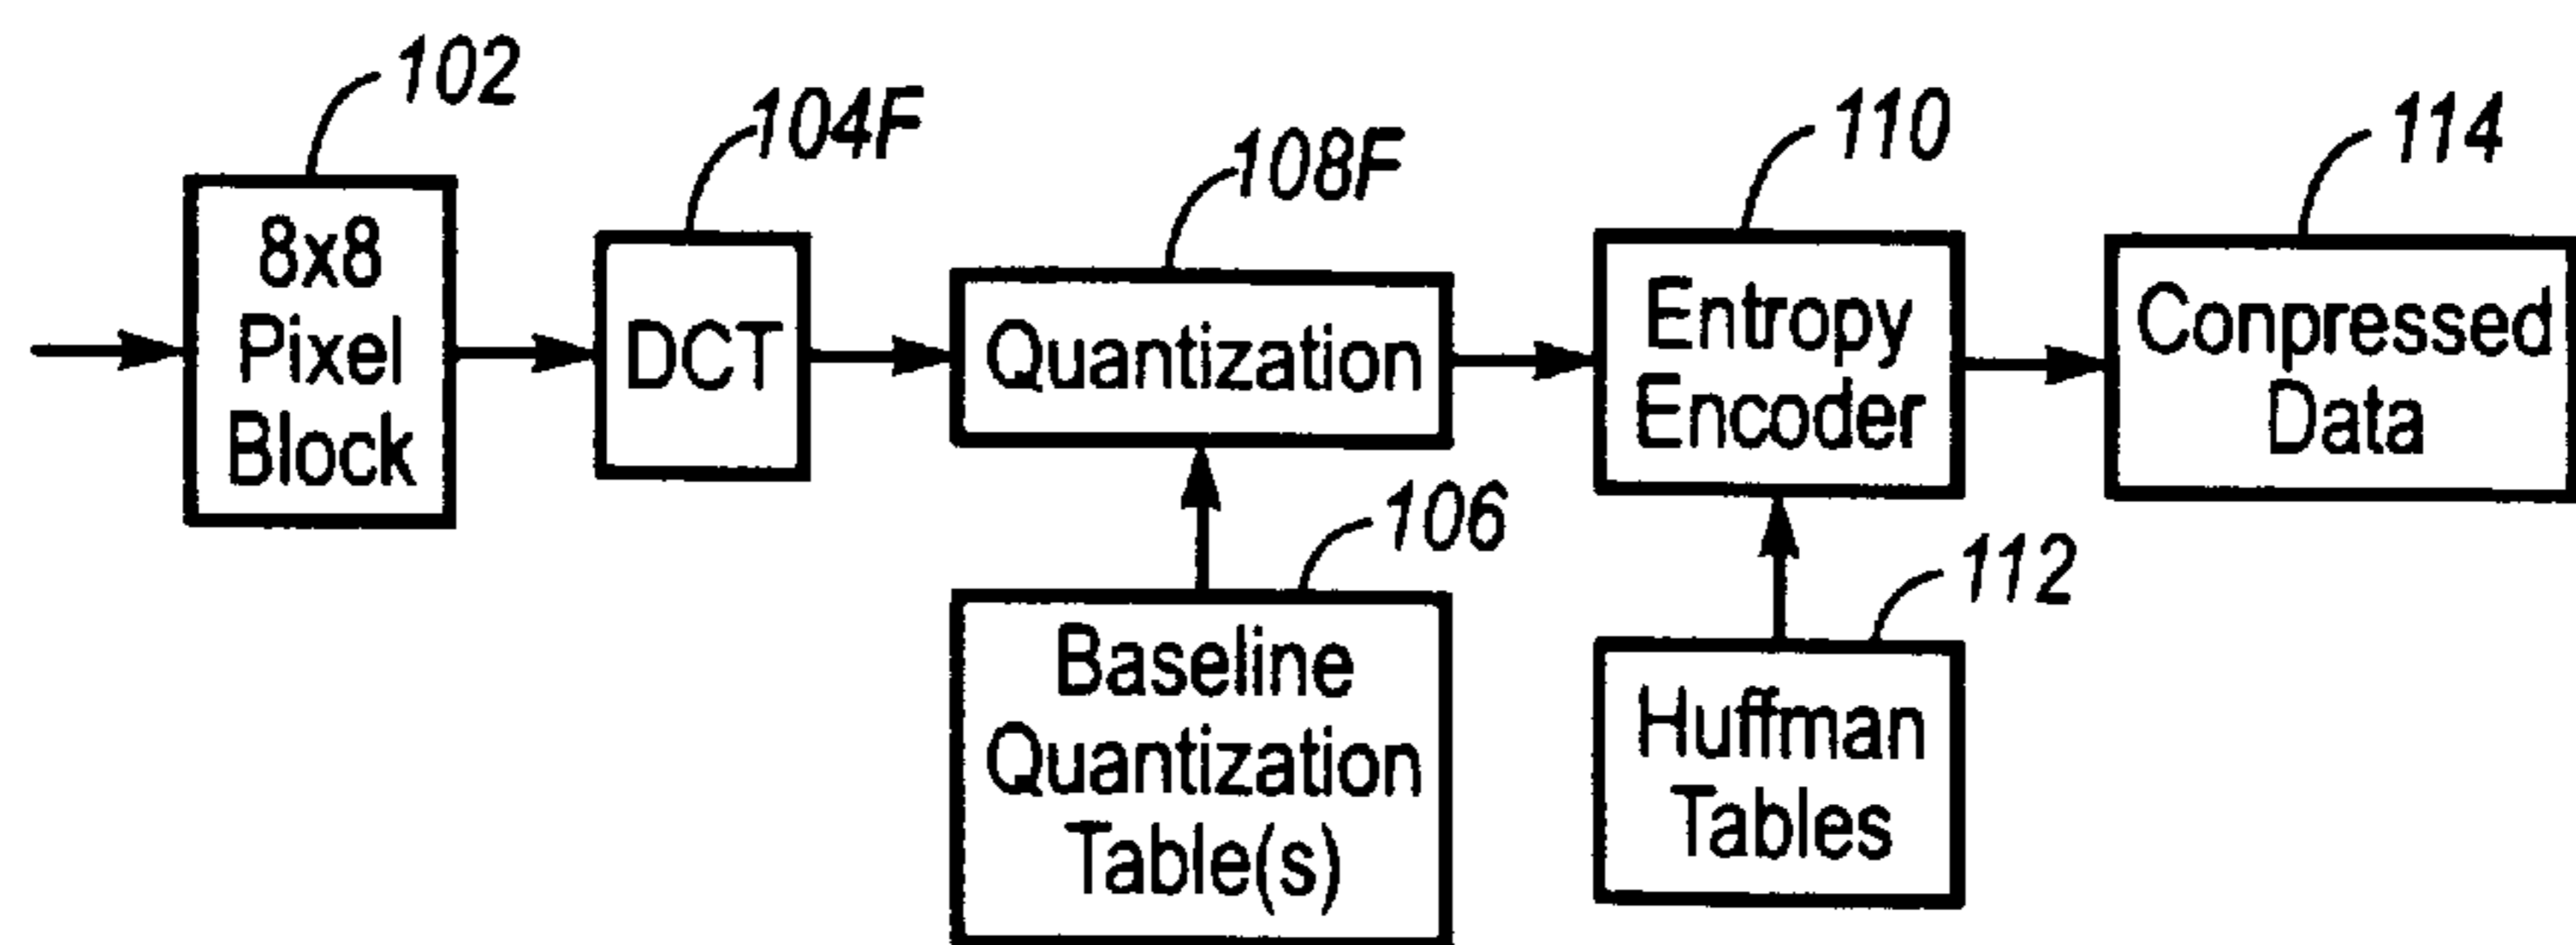 102
104F
108F
110
114
8x8
Pixel
Block
DCT
Quantization
Entropy
Encoder
Conpressed
Data
106
112
Baseline
Quantization
Table(s)
Huffman
Tables